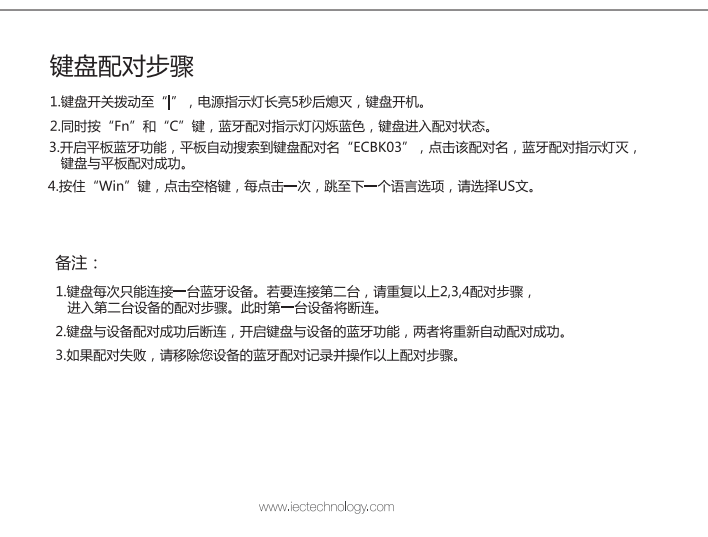 键盘配对步骤
1.键盘开关拨动至“|”，电源指示灯长亮5秒后熄灭，键盘开机。
2.同时按“Fn”和“C”键，蓝牙配对指示灯闪烁蓝色，键盘进入配对状态。
3.开启平板蓝牙功能，平板自动搜索到键盘配对名“ECBK03”，点击该配对名，蓝牙配对指示灯灭，
键盘与平板配对成功。
4.按住“Win”键，点击空格键，每点击一次，跳至下一个语言选项，请选择US文。
备注：
1.键盘每次只能连接一台蓝牙设备。若要连接第二台，请重复以上2,3,4配对步骤，
进入第二台设备的配对步骤。此时第一台设备将断连。
2.键盘与设备配对成功后断连，开启键盘与设备的蓝牙功能，两者将重新自动配对成功。
3.如果配对失败，请移除您设备的蓝牙配对记录并操作以上配对步骤。
www.iectechnology.com